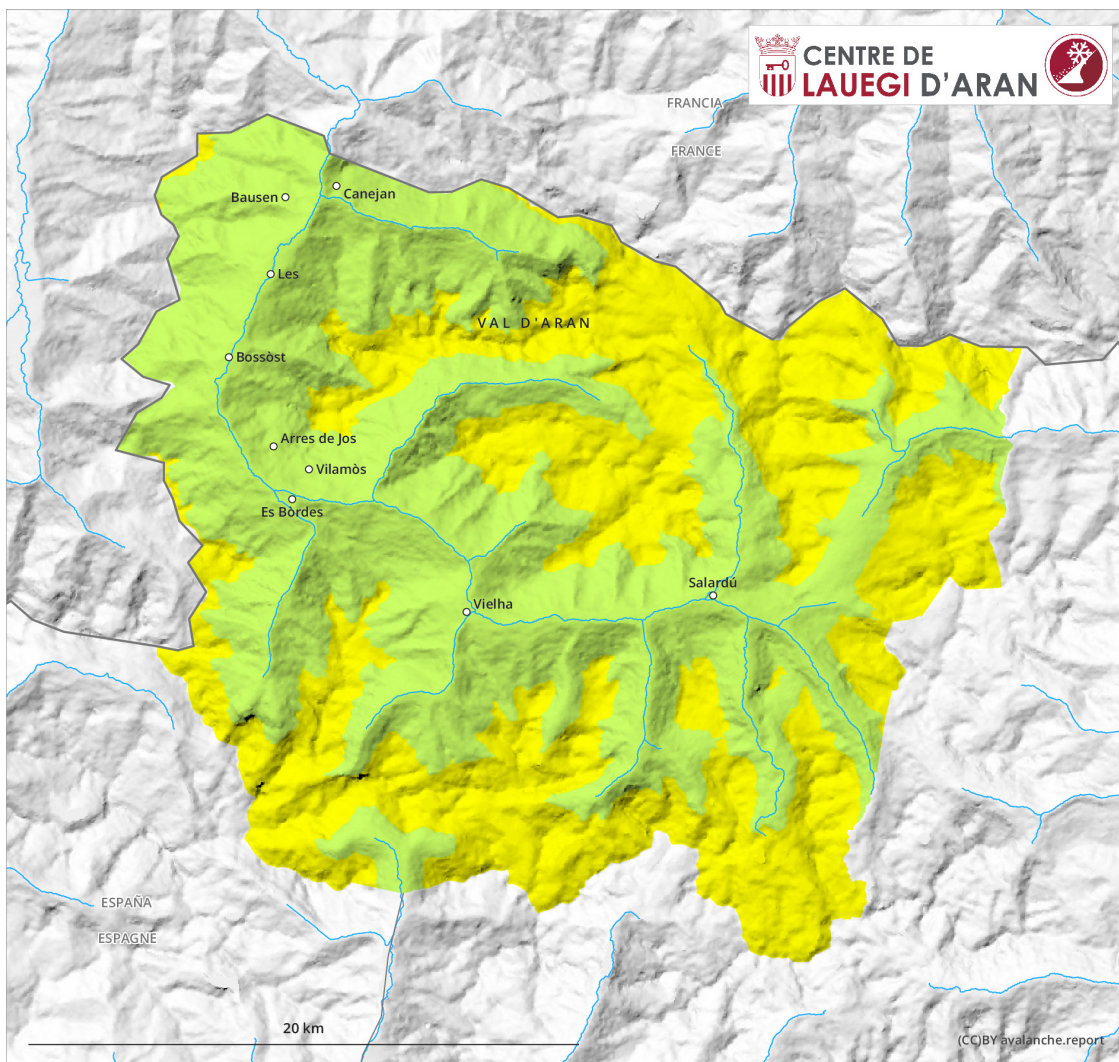 CENTRE DE
LAUEGI D'ARAN
FRANCIA
FRANCE
Bausen
Canejan
Les
VAL D'ARAN
Bossòst
Arres de Jos
Vilamòs
Es Bòrdes
Salardú
Vielha
ESPAÑA
ESPAGNE
20 km
(CC)BY avalanche.report